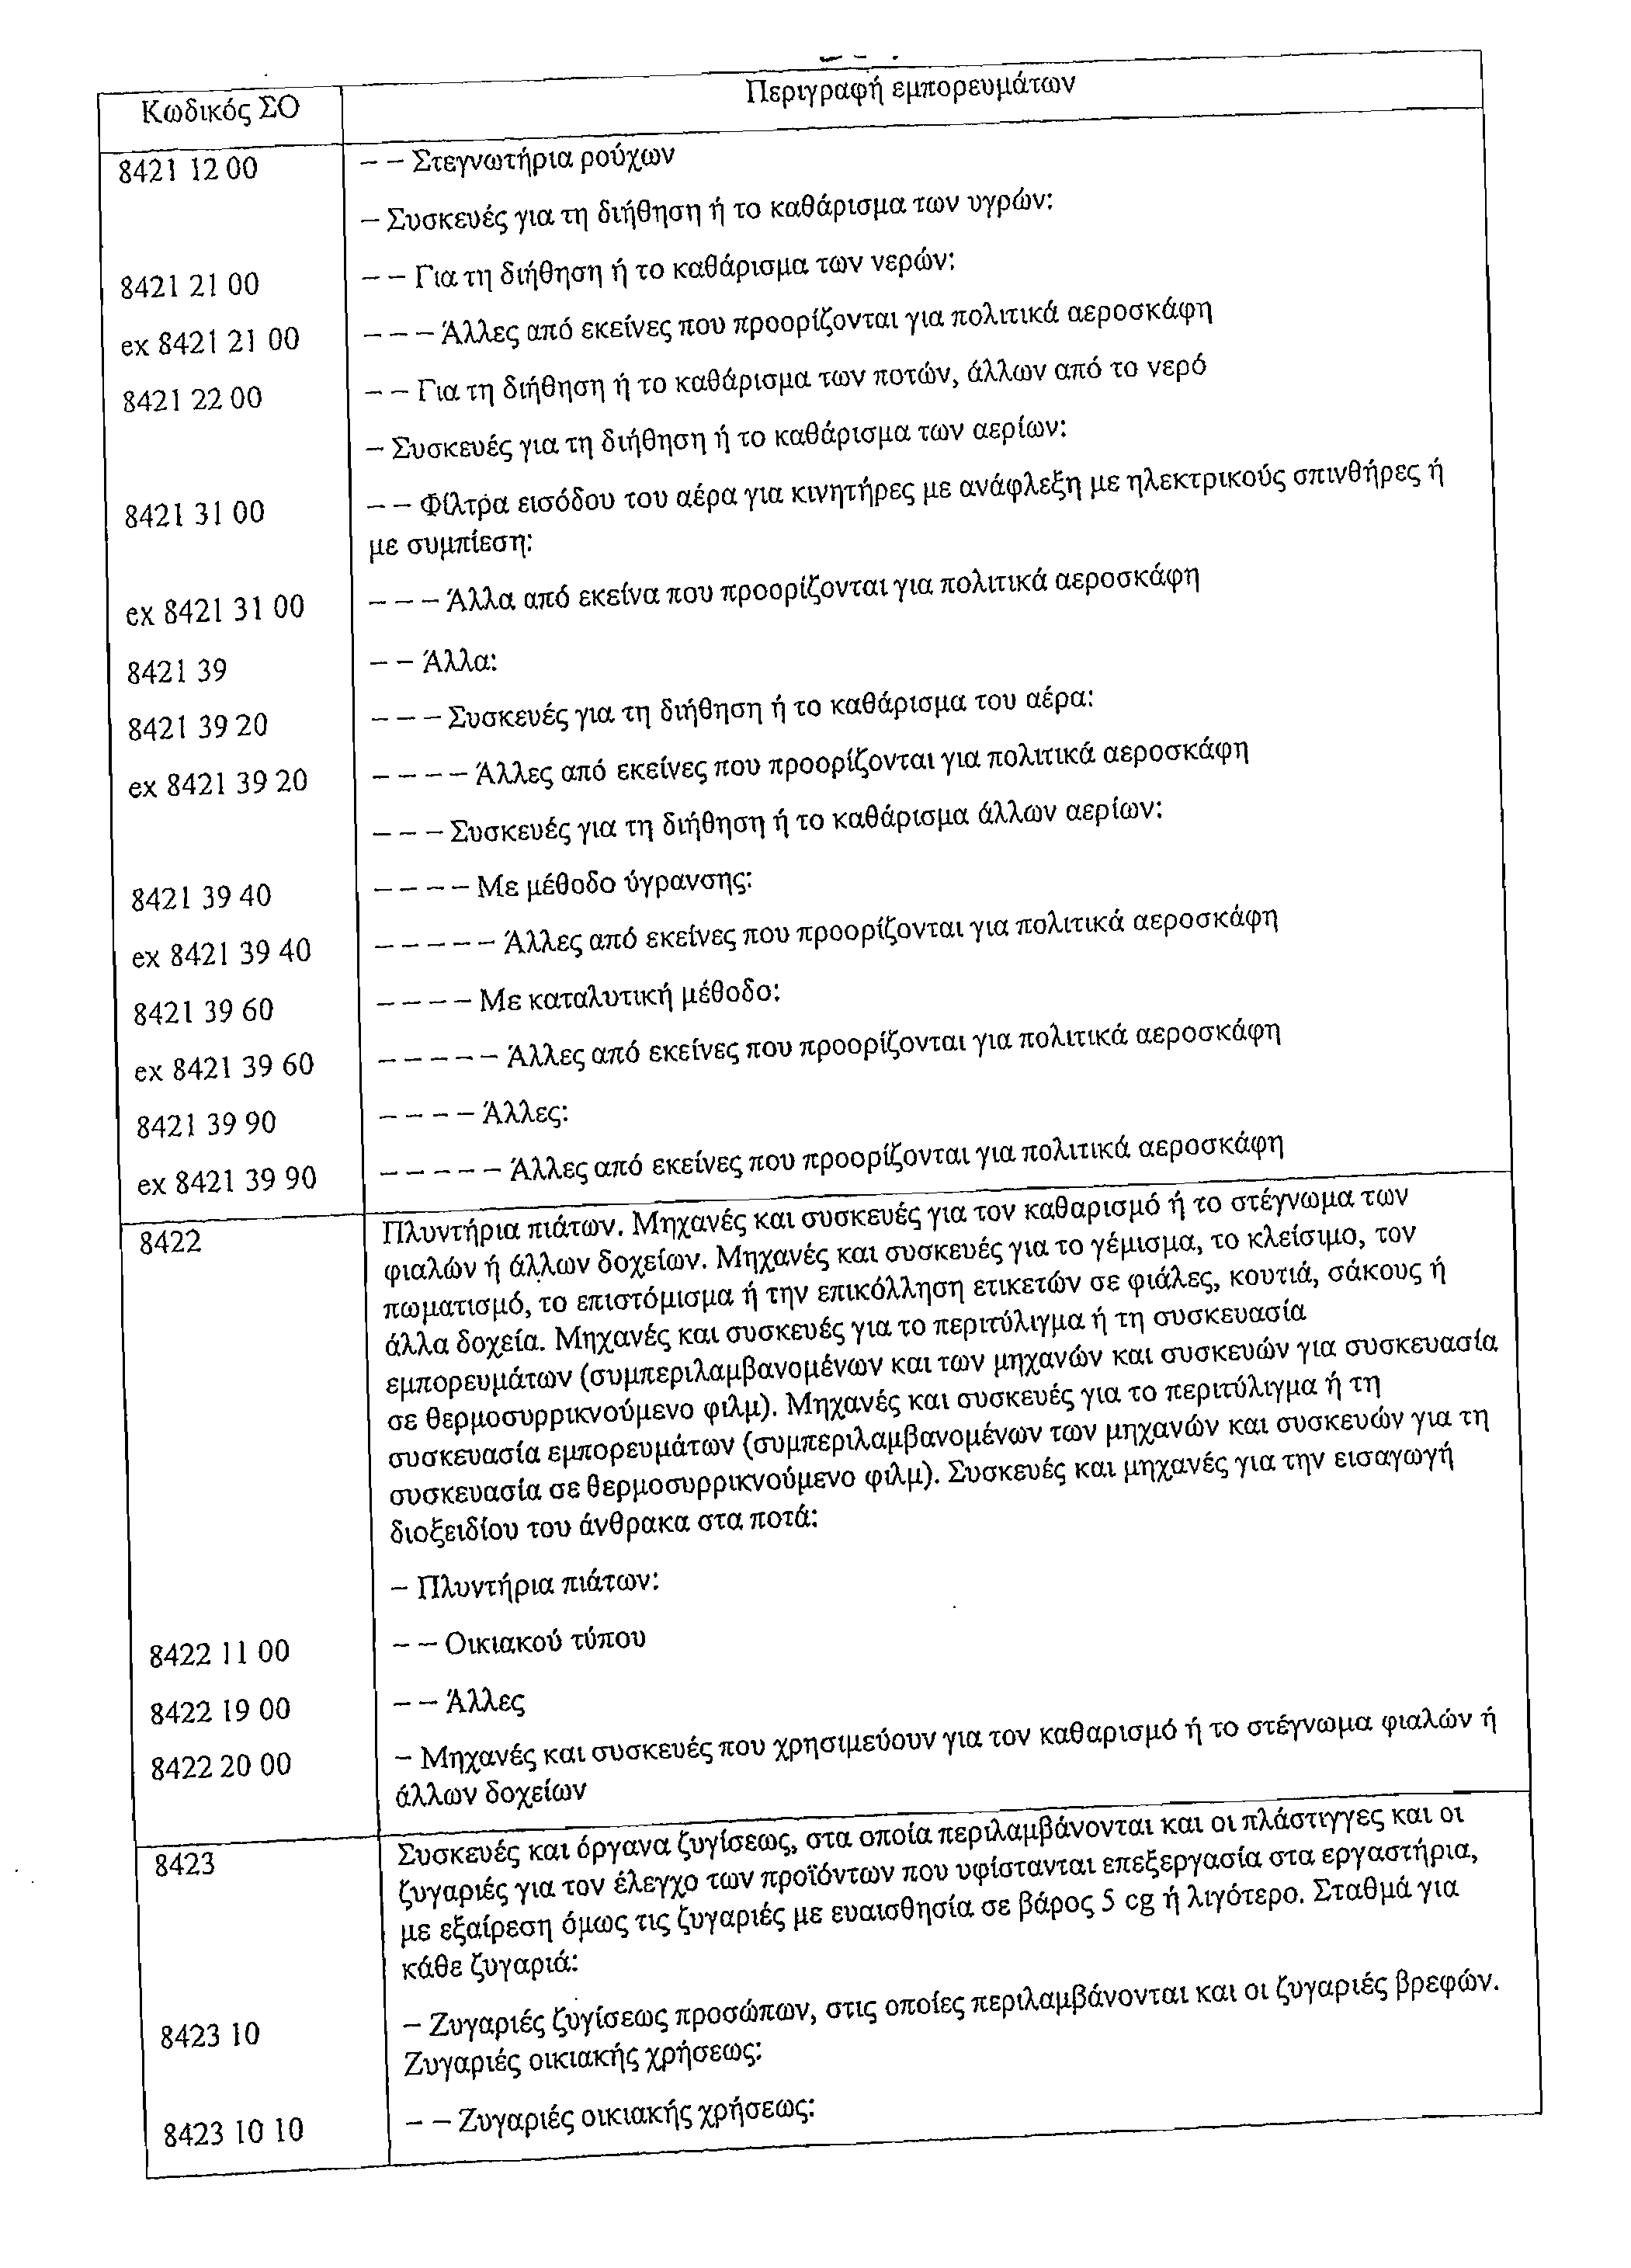 Κωδικός ΣΟ Περιγραφή εμπορευμάτων
8421 12 00 – – Στεγνωτήρια ρούχων
– Συσκευές για τη διήθηση ή το καθάρισμα των υγρών:
8421 21 00 – – Για τη διήθηση ή το καθάρισμα των νερών:
ex 8421 21 00 – – – Άλλες από εκείνες που προορίζονται για πολιτικά αεροσκάφη
8421 22 00 – – Για τη διήθηση ή το καθάρισμα των ποτών, άλλων από το νερό
– Συσκευές για τη διήθηση ή το καθάρισμα των αερίων:
8421 31 00 – – Φίλτρα εισόδου του αέρα για κινητήρες με ανάφλεξη με ηλεκτρικούς σπινθήρες ή
με συμπίεση:
ex 8421 31 00 – – – Άλλα από εκείνα που προορίζονται για πολιτικά αεροσκάφη
8421 39 – – Άλλα:
8421 39 20 – – – Συσκευές για τη διήθηση ή το καθάρισμα του αέρα:
ex 8421 39 20 – – – – Άλλες από εκείνες που προορίζονται για πολιτικά αεροσκάφη
– – – Συσκευές για τη διήθηση ή το καθάρισμα άλλων αερίων:
8421 39 40 – – – – Με μέθοδο ύγρανσης:
ex 8421 39 40 – – – – – Άλλες από εκείνες που προορίζονται για πολιτικά αεροσκάφη
8421 39 60 – – – – Με καταλυτική μέθοδο:
ex 8421 39 60 – – – – – Άλλες από εκείνες που προορίζονται για πολιτικά αεροσκάφη
8421 39 90 – – – – Άλλες:
ex 8421 39 90 – – – – – Άλλες από εκείνες που προορίζονται για πολιτικά αεροσκάφη
8422 Πλυντήρια πιάτων. Μηχανές και συσκευές για τον καθαρισμό ή το στέγνωμα των
φιαλών ή άλλων δοχείων. Μηχανές και συσκευές για το γέμισμα, το κλείσιμο, τον
πωματισμό, το επιστόμισμα ή την επικόλληση ετικετών σε φιάλες, κουτιά, σάκους ή
άλλα δοχεία. Μηχανές και συσκευές για το περιτύλιγμα ή τη συσκευασία
εμπορευμάτων (συμπεριλαμβανομένων και των μηχανών και συσκευών για συσκευασία
σε θερμοσυρρικνούμενο φιλμ). Μηχανές και συσκευές για το περιτύλιγμα ή τη
συσκευασία εμπορευμάτων (συμπεριλαμβανομένων των μηχανών και συσκευών για τη
συσκευασία σε θερμοσυρρικνούμενο φιλμ). Συσκευές και μηχανές για την εισαγωγή
διοξειδίου του άνθρακα στα ποτά:
– Πλυντήρια πιάτων:
8422 11 00 – – Οικιακού τύπου
8422 19 00 – – Άλλες
8422 20 00 – Μηχανές και συσκευές που χρησιμεύουν για τον καθαρισμό ή το στέγνωμα φιαλών ή
άλλων δοχείων
8423 Συσκευές και όργανα ζυγίσεως, στα οποία περιλαμβάνονται και οι πλάστιγγες και οι
ζυγαριές για τον έλεγχο των προϊόντων που υφίστανται επεξεργασία στα εργαστήρια,
με εξαίρεση όμως τις ζυγαριές με ευαισθησία σε βάρος 5 cg ή λιγότερο. Σταθμά για
κάθε ζυγαριά:
8423 10 – Ζυγαριές ζυγίσεως προσώπων, στις οποίες περιλαμβάνονται και οι ζυγαριές βρεφών.
Ζυγαριές οικιακής χρήσεως:
8423 10 10 – – Ζυγαριές οικιακής χρήσεως: